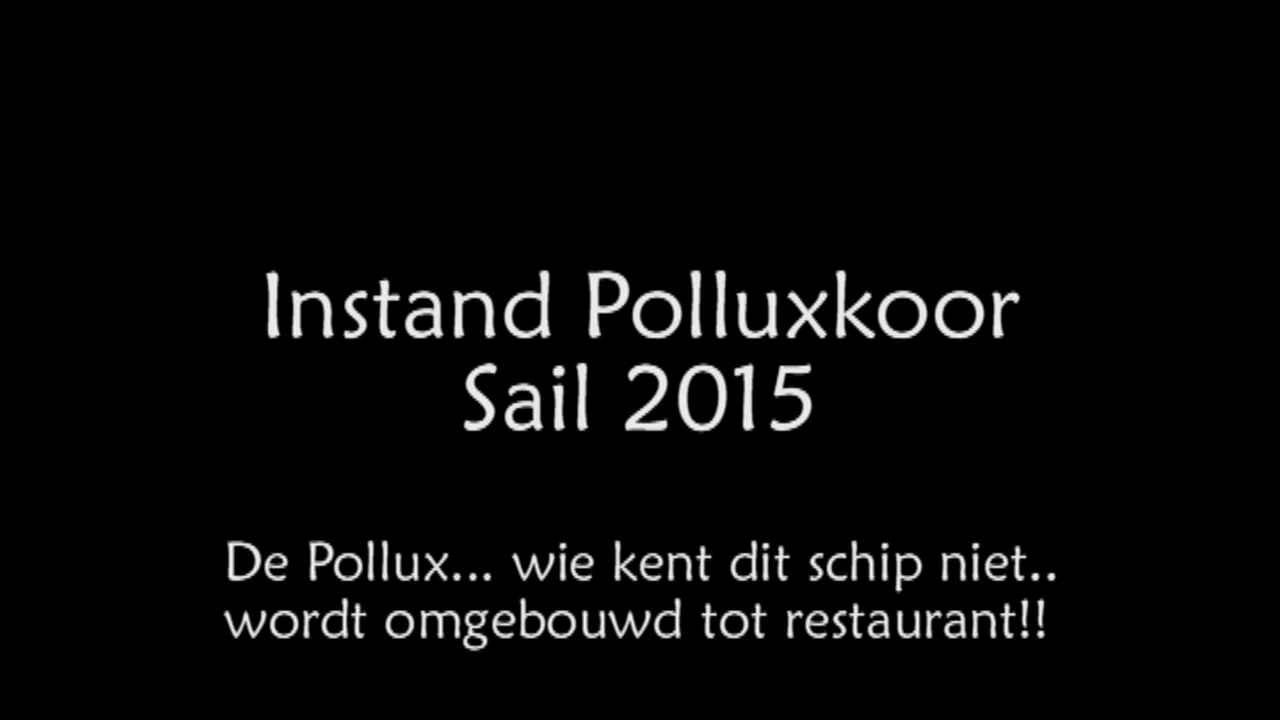 Instand Polluxkoor
Sail 2015
De Pollux... wie kent dit schip niet..
wordt omgebouwd tot restaurant!!